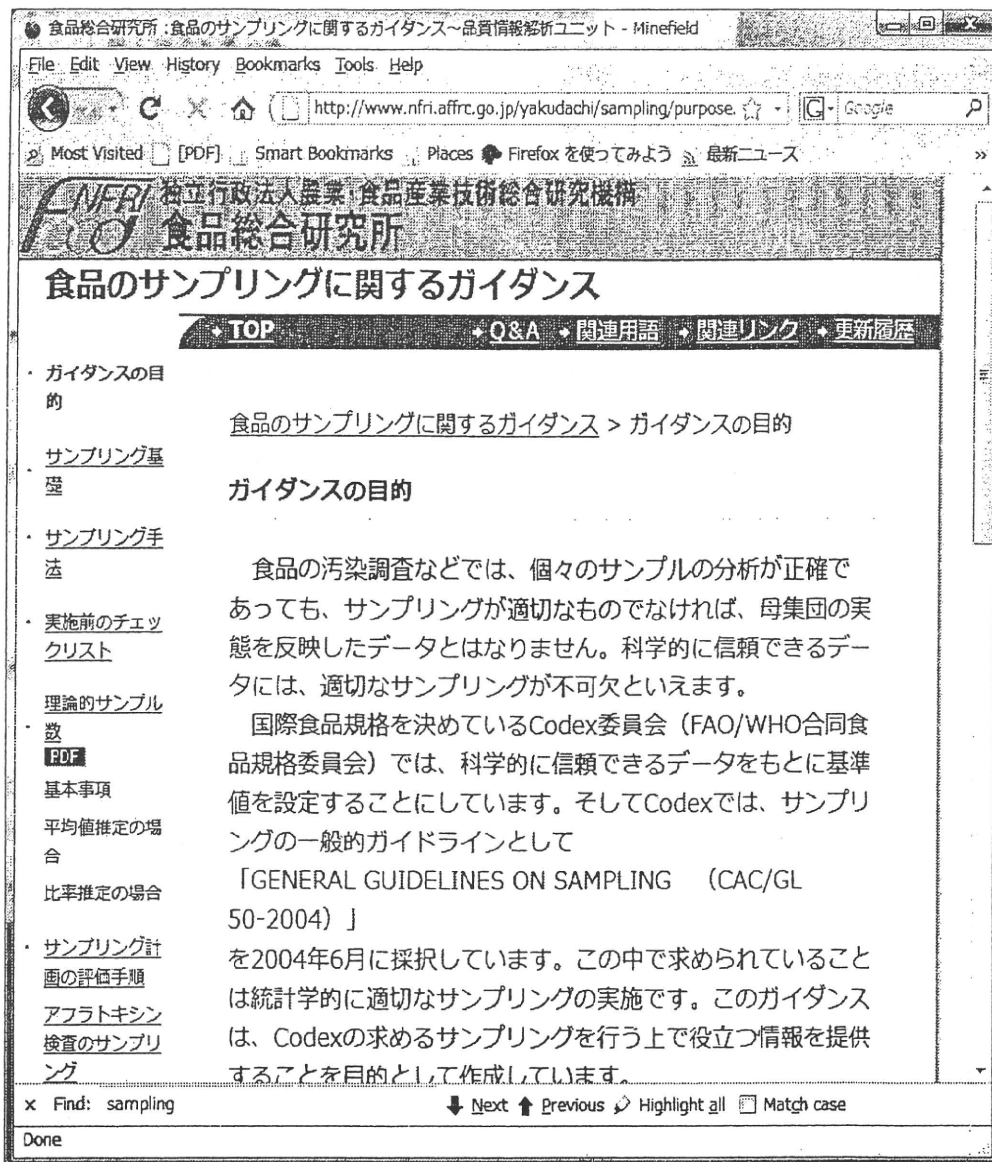 食品総合研究所 :食品のサンプリングに関するガイダンス～品質情報解析ユニット - Minefield
File Edit View History Bookmarks Tools Help
http://www.nfri.affrc.go.jp/yakudachi/sampling/purpose.
Google
Most Visited [PDF] Smart Bookmarks Places Firefox を使ってみよう 最新ニュース »
NFRI 独立行政法人農業・食品産業技術総合研究機構
食品総合研究所
食品のサンプリングに関するガイダンス
TOP Q&A 関連用語 関連リンク 更新履歴
・ ガイダンスの目
的
・ サンプリング基
礎
・ サンプリング手
法
・ 実施前のチェッ
クリスト
・ 理論的サンプル
数
PDF
基本事項
平均値推定の場
合
比率推定の場合
・ サンプリング計
画の評価手順
アフラトキシン
検査のサンプリ
ング
食品のサンプリングに関するガイダンス > ガイダンスの目的
ガイダンスの目的
食品の汚染調査などでは、個々のサンプルの分析が正確で
あっても、サンプリングが適切なものでなければ、母集団の実
態を反映したデータとはなりません。科学的に信頼できるデー
タには、適切なサンプリングが不可欠といえます。
国際食品規格を決めているCodex委員会（FAO/WHO合同食
品規格委員会）では、科学的に信頼できるデータをもとに基準
値を設定することにしています。そしてCodexでは、サンプリ
ングの一般的ガイドラインとして
「GENERAL GUIDELINES ON SAMPLING （CAC/GL
50-2004）」
を2004年6月に採択しています。この中で求められていること
は統計学的に適切なサンプリングの実施です。このガイダンス
は、Codexの求めるサンプリングを行う上で役立つ情報を提供
することを目的として作成しています。
x Find: sampling Next Previous Highlight all Match case
Done